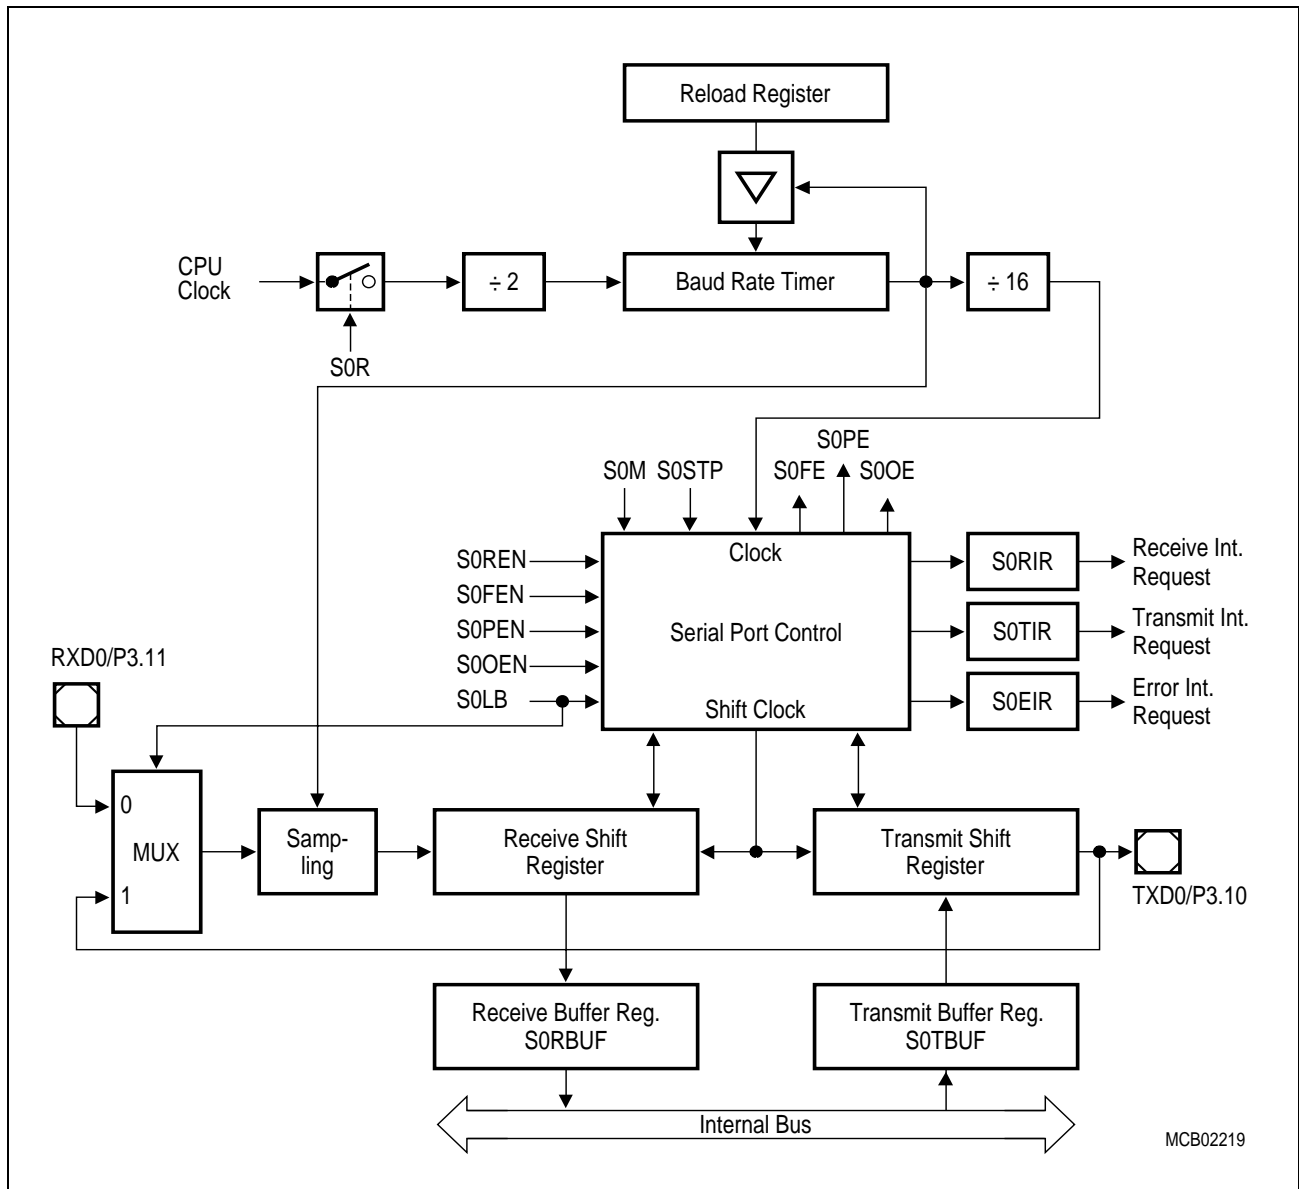 Reload Register
CPU
Clock
÷ 2
Baud Rate Timer
÷ 16
S0R
S0PE
S0M S0STP S0FE S0OE
Clock
S0REN
S0FEN
S0PEN
S0OEN
S0LB
Serial Port Control
Shift Clock
S0RIR
Receive Int.
Request
S0TIR
Transmit Int.
Request
S0EIR
Error Int.
Request
RXD0/P3.11
0
MUX
1
Samp-
ling
Receive Shift
Register
Transmit Shift
Register
TXD0/P3.10
Receive Buffer Reg.
S0RBUF
Transmit Buffer Reg.
S0TBUF
Internal Bus
MCB02219